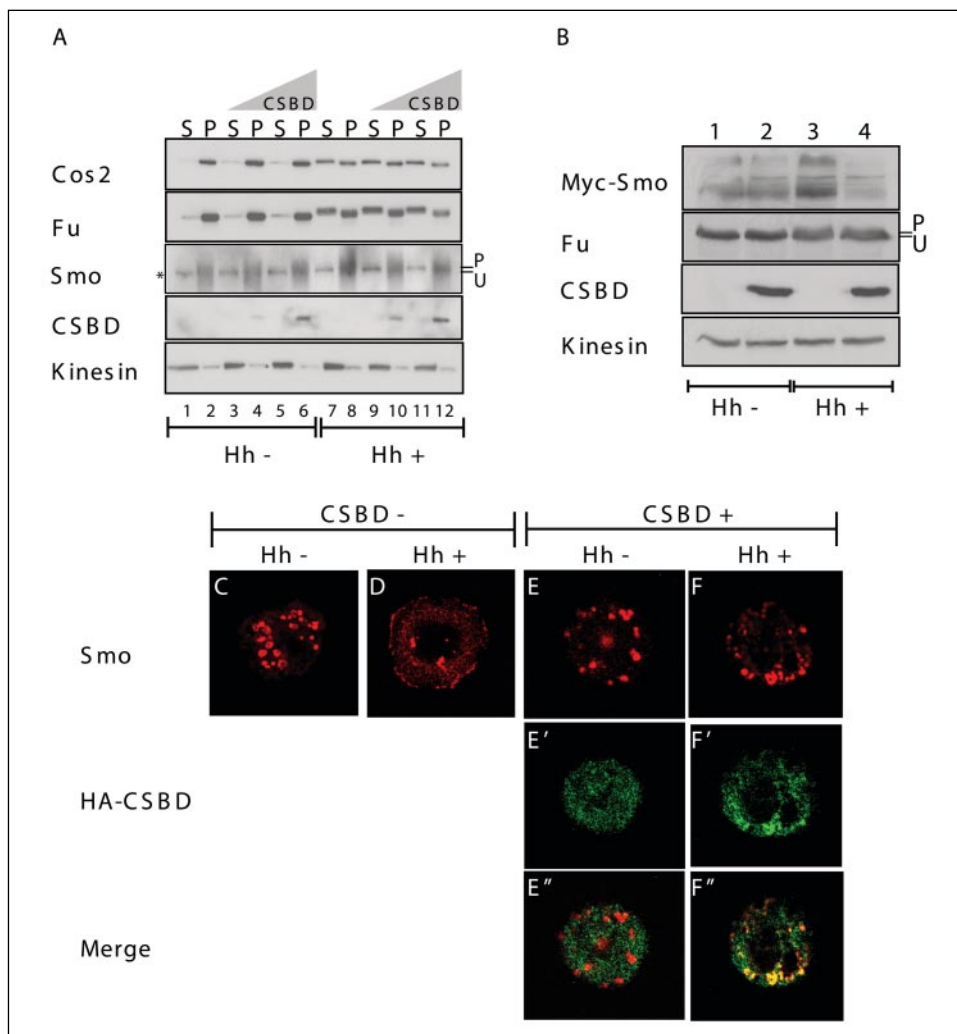 A
CSBD CSBD
S P S P S P S P S P S P
Cos2
Fu
Smo
* P
U
CSBD
Kinesin
1 2 3 4 5 6 7 8 9 10 11 12
Hh - Hh +
B
1 2 3 4
Myc-Smo
Fu
P
U
CSBD
Kinesin
Hh - Hh +
CSBD - CSBD +
Hh - Hh + Hh - Hh +
Smo C D E F
HA-CSBD E' F'
Merge E" F"